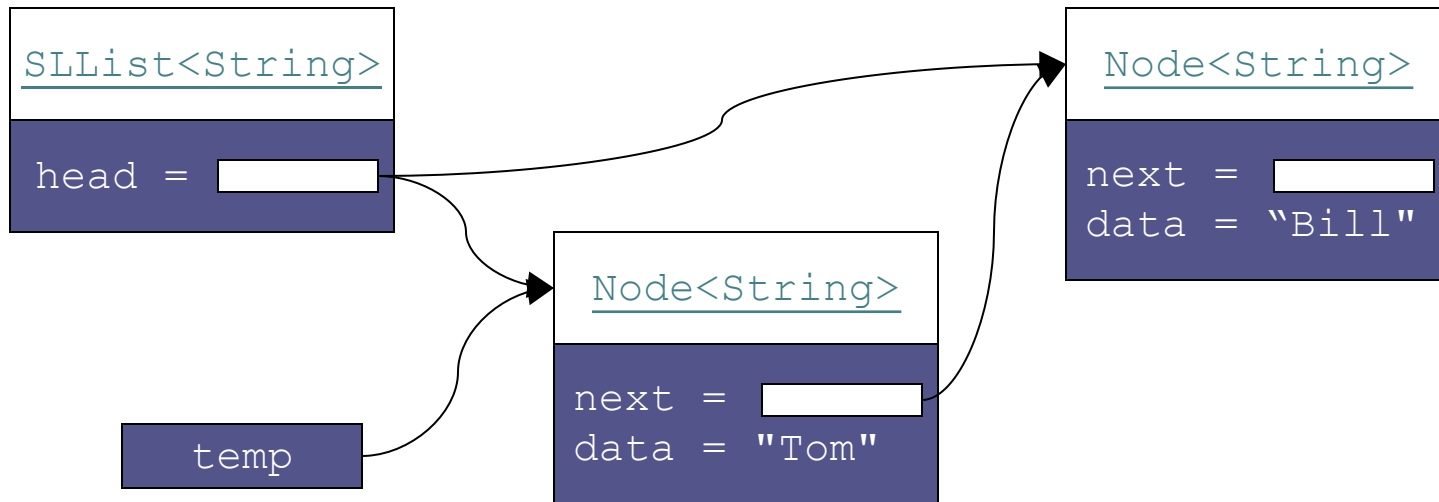 SLList<String>
head =
Node<String>
next =
data = “Bill"
Node<String>
next =
data = "Tom"
temp